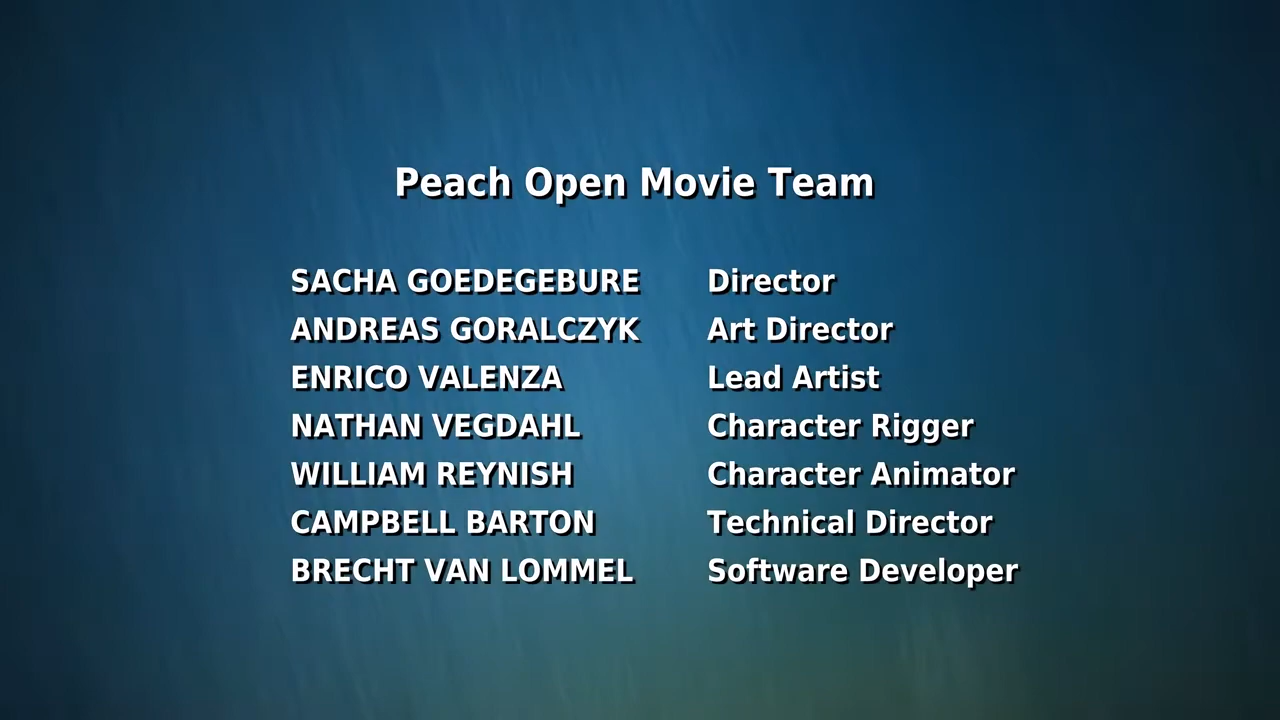 Peach Open Movie Team
SACHA GOEDEGEBURE Director
ANDREAS GORALCZYK Art Director
ENRICO VALENZA Lead Artist
NATHAN VEGDAHL Character Rigger
WILLIAM REYNISH Character Animator
CAMPBELL BARTON Technical Director
BRECHT VAN LOMMEL Software Developer